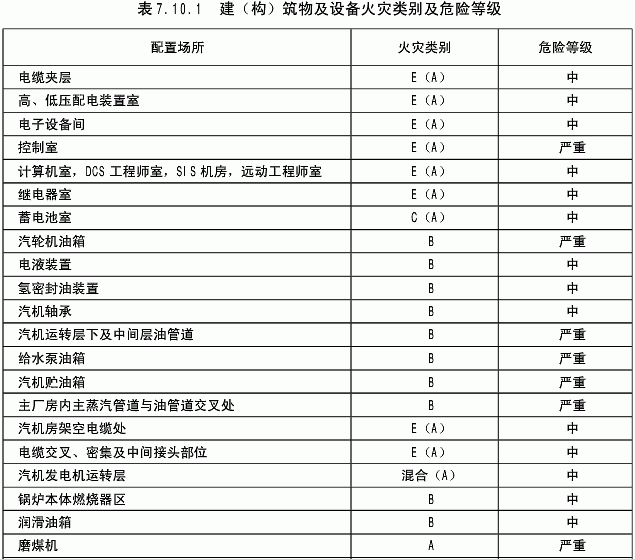 表7.10.1 建（构）筑物及设备火灾类别及危险等级
配置场所 火灾类别 危险等级
电缆夹层 E（A） 中
高、低压配电装置室 E（A） 中
电子设备间 E（A） 中
控制室 E（A） 严重
计算机室，DCS工程师室，SIS机房，远动工程师室 E（A） 中
继电器室 E（A） 中
蓄电池室 C（A） 中
汽轮机油箱 B 严重
电液装置 B 中
氢密封油装置 B 中
汽机轴承 B 中
汽机运转层下及中间层油管道 B 严重
给水泵油箱 B 严重
汽机贮油箱 B 严重
主厂房内主蒸汽管道与油管道交叉处 B 严重
汽机房架空电缆处 E（A） 中
电缆交叉、密集及中间接头部位 E（A） 中
汽机发电机运转层 混合（A） 中
锅炉本体燃烧器区 B 中
润滑油箱 B 中
磨煤机 A 严重